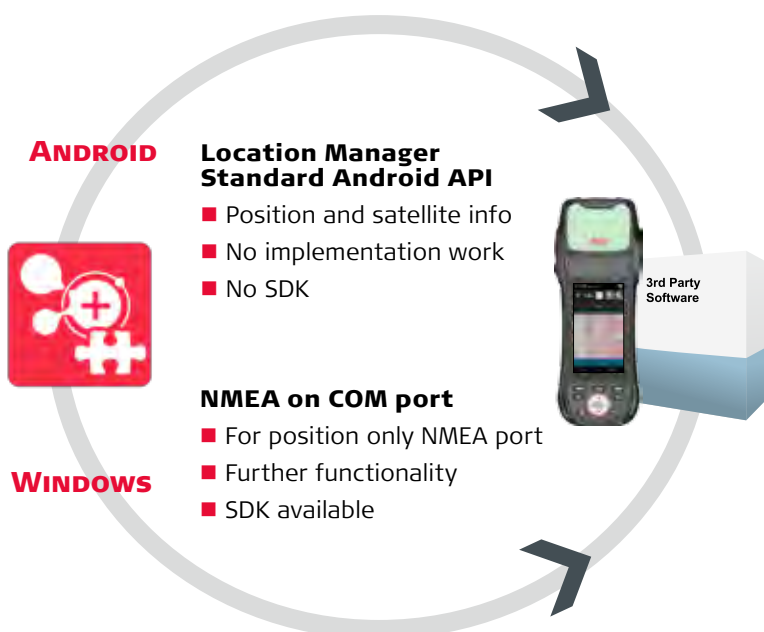 ANDROID
Location Manager
Standard Android API
Position and satellite info
No implementation work
No SDK
3rd Party
Software
NMEA on COM port
For position only NMEA port
Further functionality
SDK available
WINDOWS